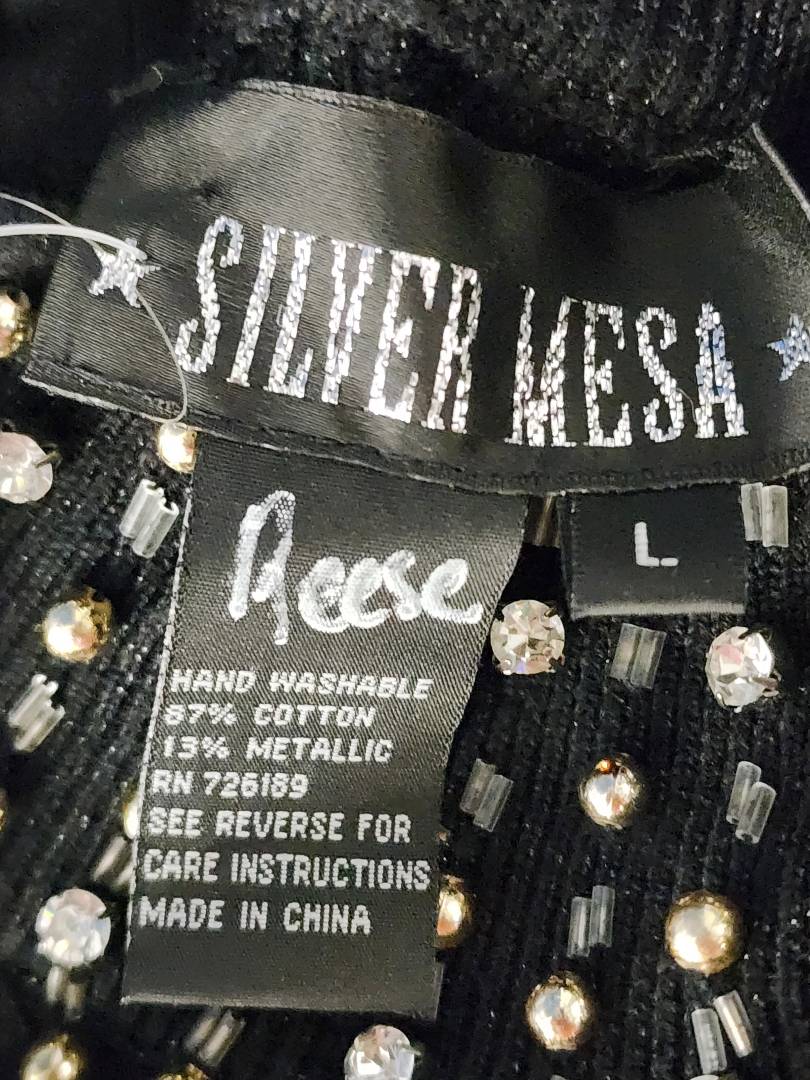 SILVER MESA
Reese
L
HAND WASHABLE
87% COTTON
13% METALLIC
RN 726189
SEE REVERSE FOR
CARE INSTRUCTIONS
MADE IN CHINA